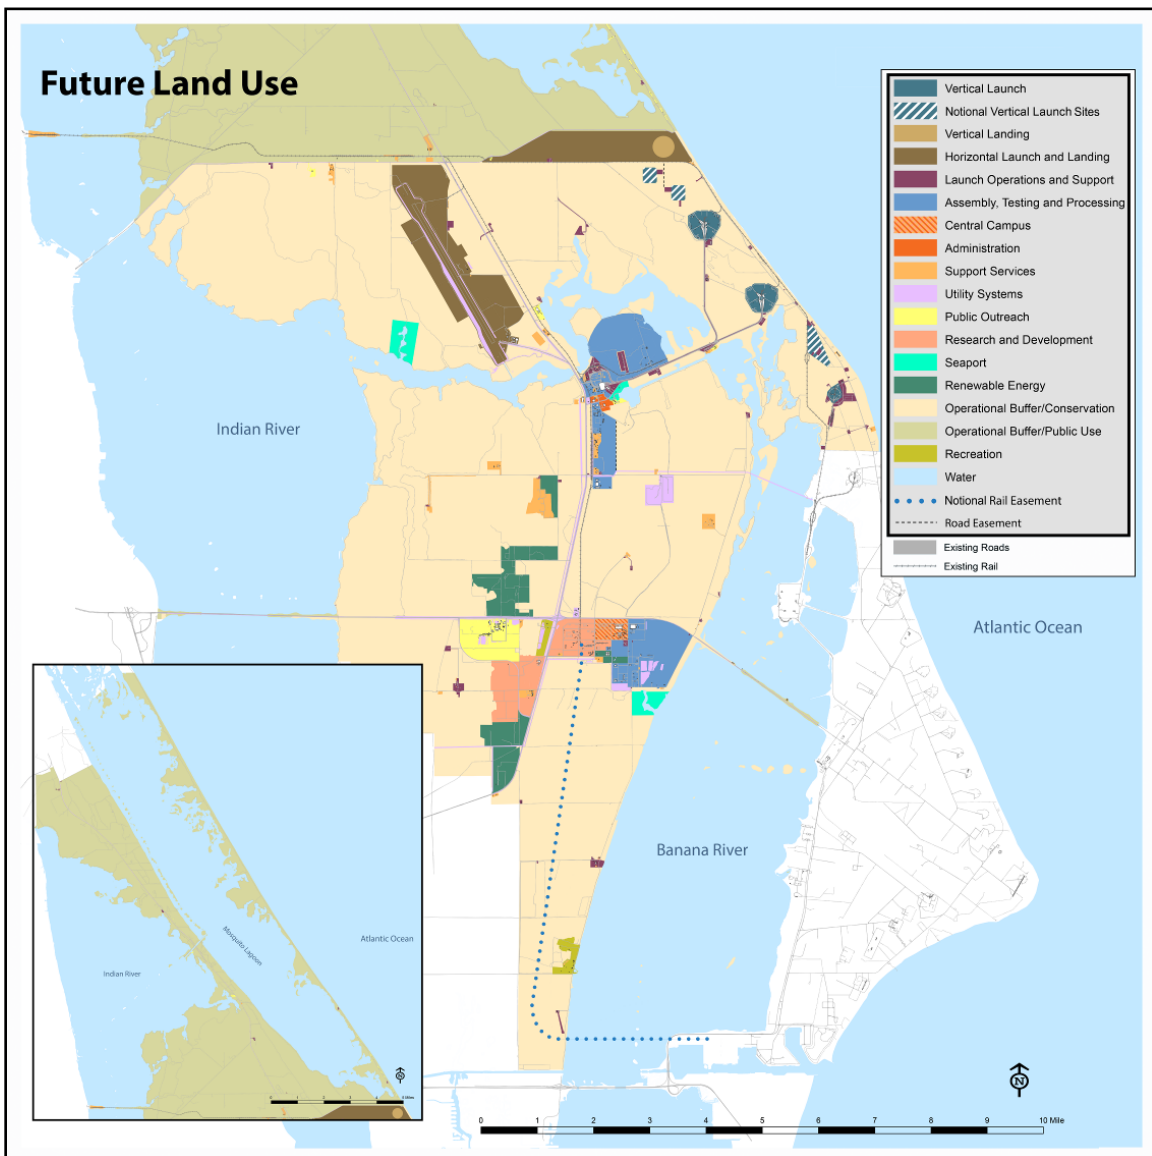 Future Land Use
Vertical Launch
Notional Vertical Launch Sites
Vertical Landing
Horizontal Launch and Landing
Launch Operations and Support
Assembly, Testing and Processing
Central Campus
Administration
Support Services
Utility Systems
Public Outreach
Research and Development
Seaport
Renewable Energy
Operational Buffer/Conservation
Operational Buffer/Public Use
Recreation
Water
Notional Rail Easement
Road Easement
Existing Roads
Existing Rail
Indian River
Atlantic Ocean
Banana River
Mosquito Lagoon
Atlantic Ocean
Indian River
N
0 1 2 3 4 5 6 7 8 9 10 Mile